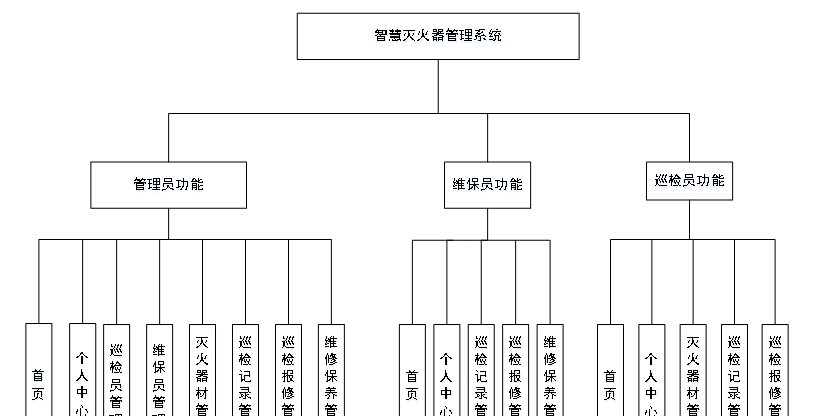 智慧灭火器管理系统
管理员功能
维保员功能
巡检员功能
首页
个人中心
巡检员管
维保员管
灭火器材管
巡检记录管
巡检报修管
维修保养管
首页
个人中心
巡检记录管
巡检报修管
维修保养管
首页
个人中心
灭火器材管
巡检记录管
巡检报修管